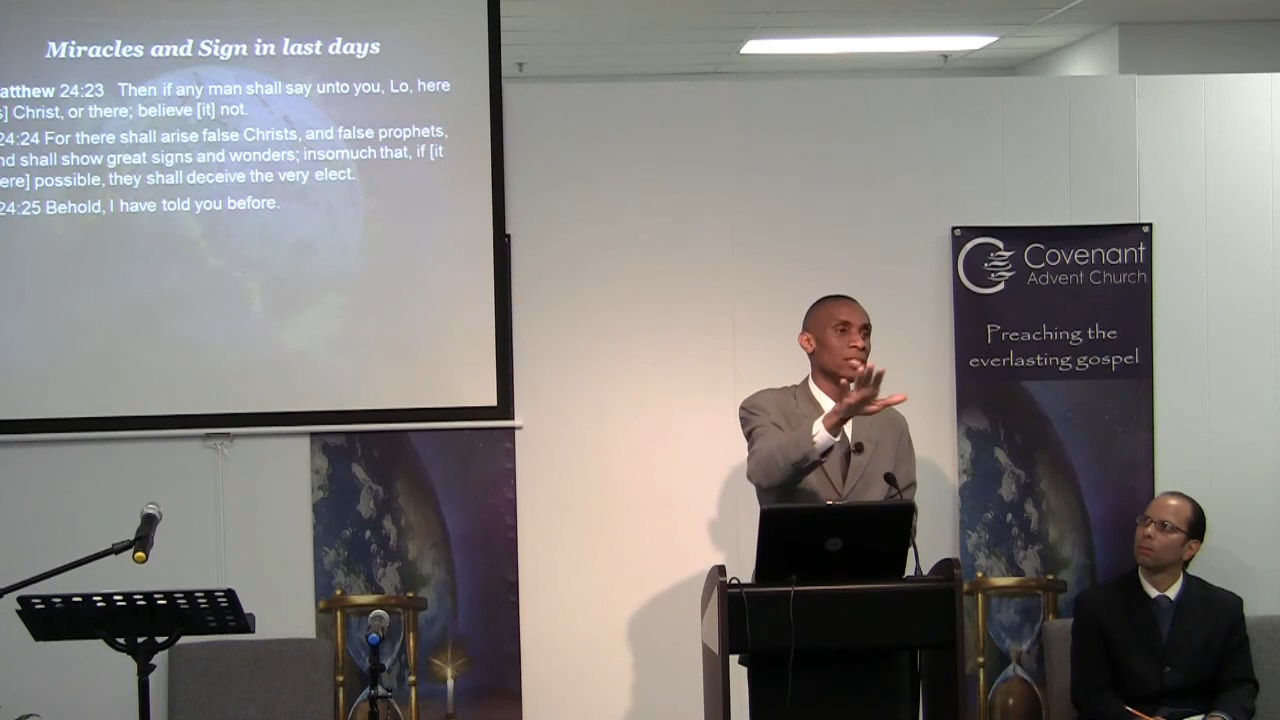 Miracles and Sign in last days
atthew 24:23 Then if any man shall say unto you, Lo, here
s] Christ, or there; believe [it] not.
24:24 For there shall arise false Christs, and false prophets,
nd shall show great signs and wonders; insomuch that, if [it
ere] possible, they shall deceive the very elect.
24:25 Behold, I have told you before.
Covenant
Advent Church
Preaching the
everlasting gospel